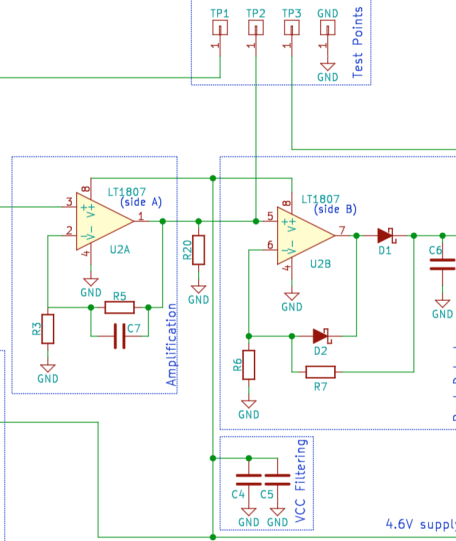 TP1 TP2 TP3 GND
1 1 1 1
GND
Test Points
LT1807
(side A)
8
V+
3
1
2
V-
4
U2A
GND
R5
C7
R3
GND
Amplification
R20
GND
LT1807
(side B)
8
V+
5
7
6
V-
4
U2B
GND
D1
C6
GND
D2
R6
R7
GND
VCC Filtering
C4 C5
GND GND
4.6V supply